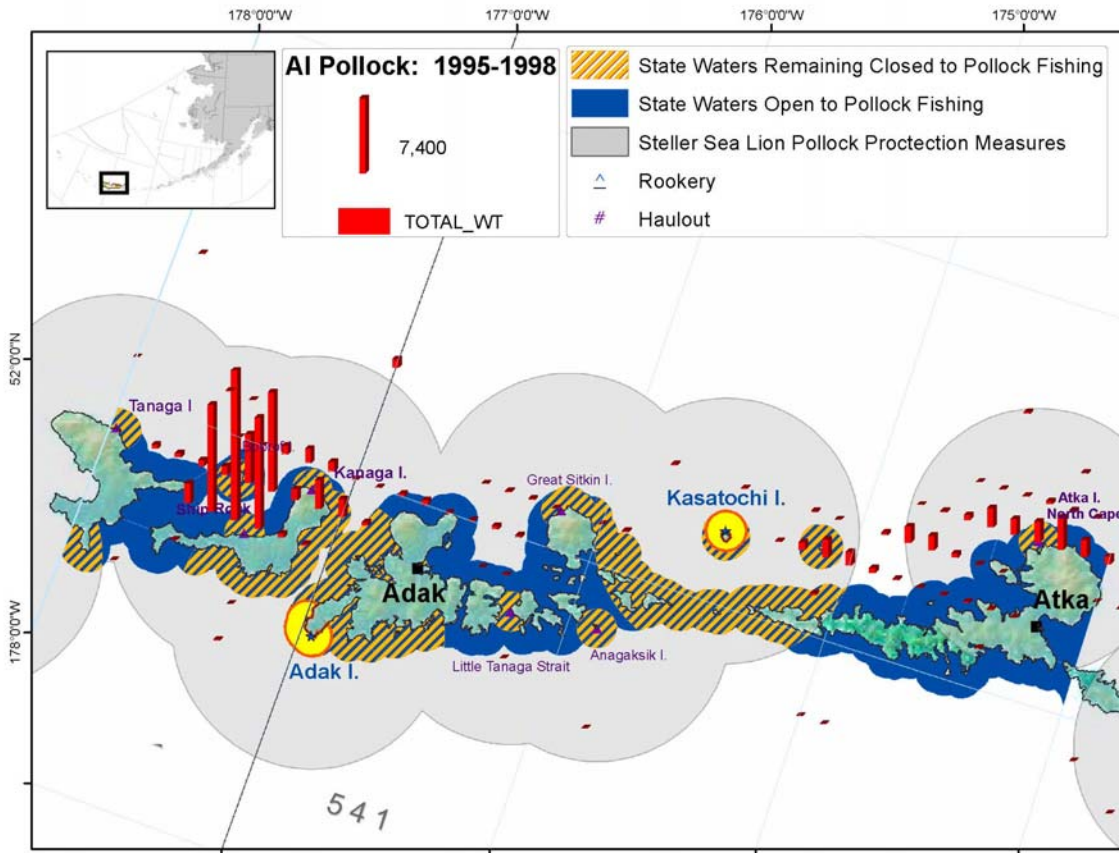 178°0'0"W
177°0'0"W
176°0'0"W
175°0'0"W
AI Pollock: 1995-1998
7,400
TOTAL_WT
State Waters Remaining Closed to Pollock Fishing
State Waters Open to Pollock Fishing
Steller Sea Lion Pollock Proctection Measures
^ Rookery
# Haulout
52°0'0"N
178°0'0"W
Tanaga I
Kanaga I.
Ship Rock
Great Sitkin I.
Kasatochi I.
Atka I.
North Cape
Adak
Atka
Adak I.
Little Tanaga Strait
Anagaksik I.
541